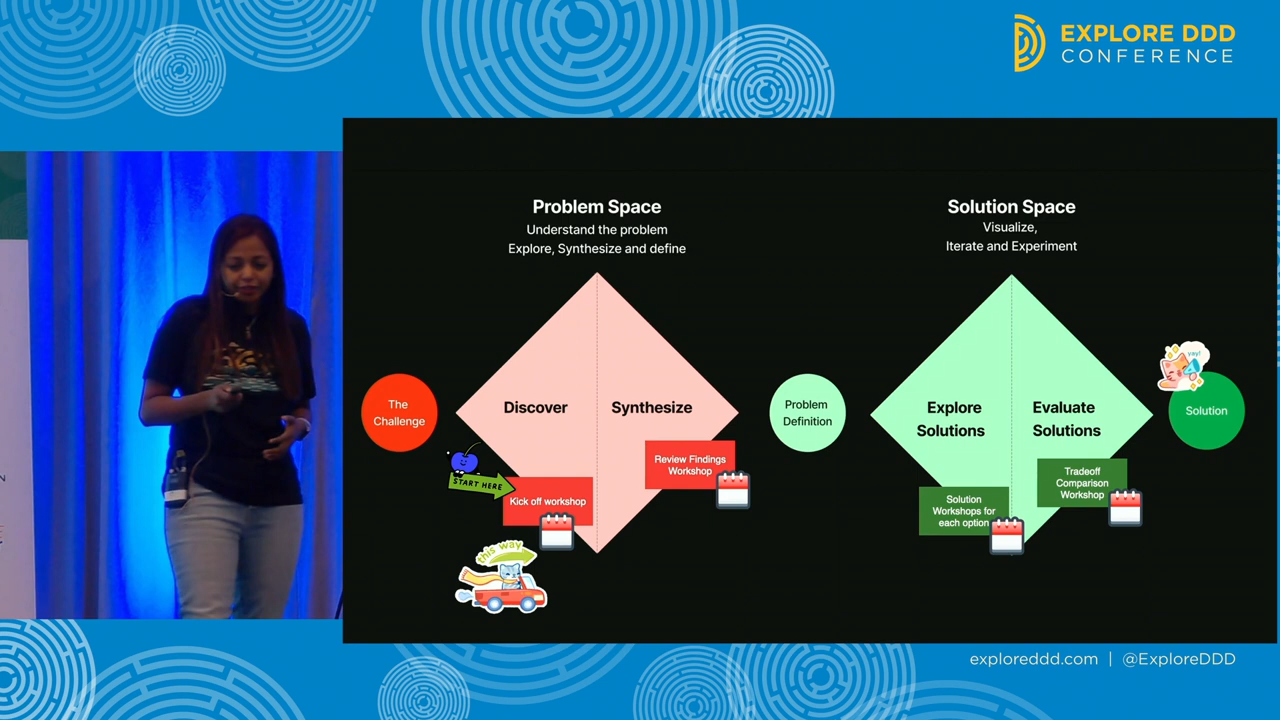 EXPLORE DDD
CONFERENCE
Problem Space
Understand the problem
Explore, Synthesize and define
Solution Space
Visualize,
Iterate and Experiment
The
Challenge
Discover
Synthesize
Problem
Definition
Explore
Solutions
Evaluate
Solutions
yay!
Solution
START HERE
Kick off workshop
Review Findings
Workshop
Solution
Workshops for
each option
Tradeoff
Comparison
Workshop
this way
exploreddd.com | @ExploreDDD